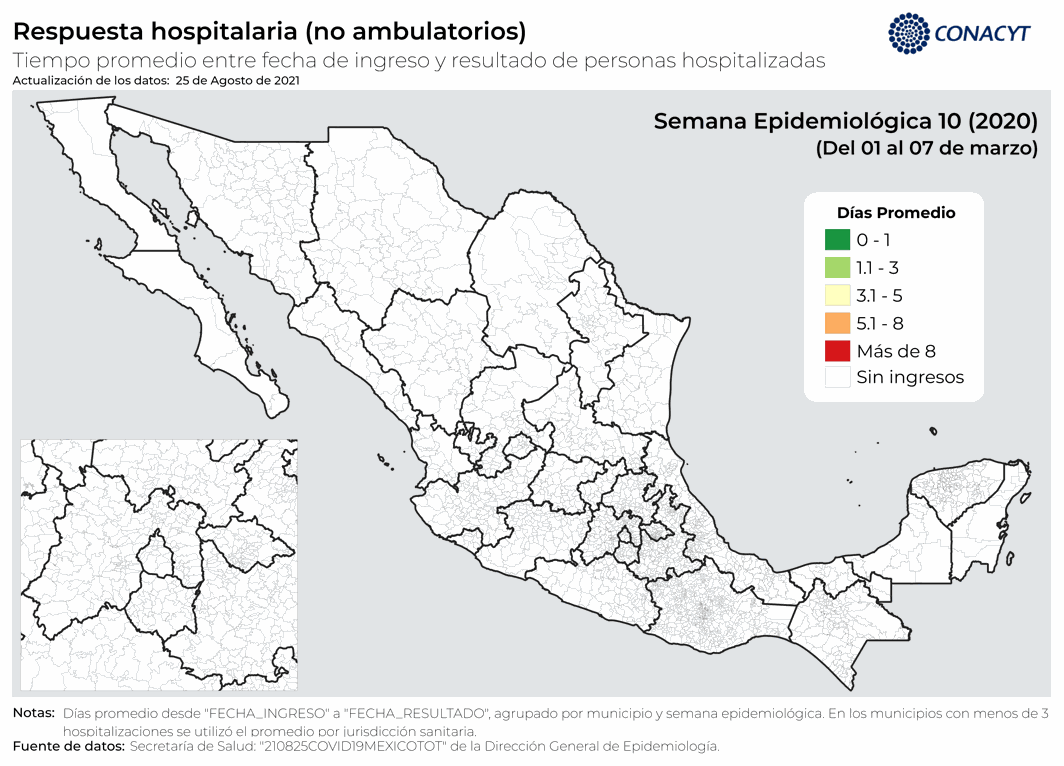 Respuesta hospitalaria (no ambulatorios)
Tiempo promedio entre fecha de ingreso y resultado de personas hospitalizadas
Actualización de los datos: 25 de Agosto de 2021
CONACYT
Semana Epidemiológica 10 (2020)
(Del 01 al 07 de marzo)
Días Promedio
0 - 1
1.1 - 3
3.1 - 5
5.1 - 8
Más de 8
Sin ingresos
Notas: Días promedio desde "FECHA_INGRESO" a "FECHA_RESULTADO", agrupado por municipio y semana epidemiológica. En los municipios con menos de 3
hospitalizaciones se utilizó el promedio por jurisdicción sanitaria.
Fuente de datos: Secretaría de Salud: "210825COVID19MEXICOTOT" de la Dirección General de Epidemiología.